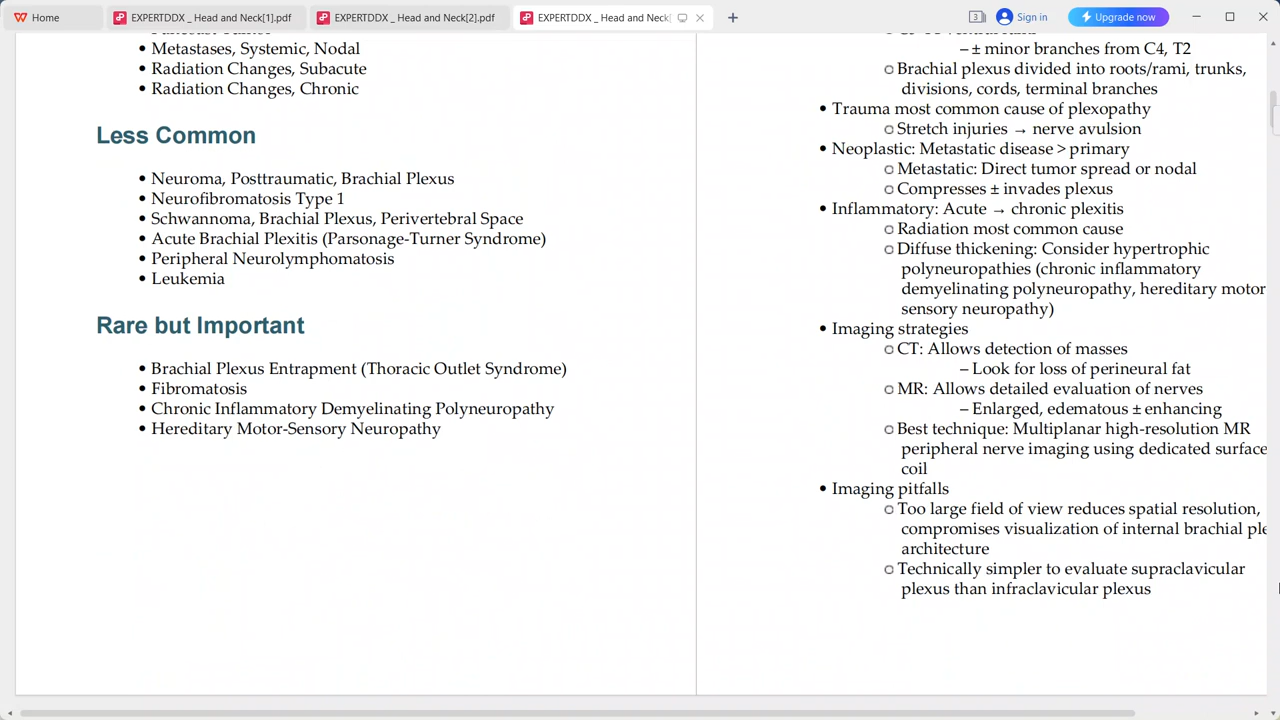 Home
EXPERTDDX _ Head and Neck[1].pdf
EXPERTDDX _ Head and Neck[2].pdf
EXPERTDDX _ Head and Neck[
3
Sign in
Upgrade now
• Metastases, Systemic, Nodal
• Radiation Changes, Subacute
• Radiation Changes, Chronic
Less Common
• Neuroma, Posttraumatic, Brachial Plexus
• Neurofibromatosis Type 1
• Schwannoma, Brachial Plexus, Perivertebral Space
• Acute Brachial Plexitis (Parsonage-Turner Syndrome)
• Peripheral Neurolymphomatosis
• Leukemia
Rare but Important
• Brachial Plexus Entrapment (Thoracic Outlet Syndrome)
• Fibromatosis
• Chronic Inflammatory Demyelinating Polyneuropathy
• Hereditary Motor-Sensory Neuropathy
– ± minor branches from C4, T2
○ Brachial plexus divided into roots/rami, trunks,
divisions, cords, terminal branches
• Trauma most common cause of plexopathy
○ Stretch injuries → nerve avulsion
• Neoplastic: Metastatic disease > primary
○ Metastatic: Direct tumor spread or nodal
○ Compresses ± invades plexus
• Inflammatory: Acute → chronic plexitis
○ Radiation most common cause
○ Diffuse thickening: Consider hypertrophic
polyneuropathies (chronic inflammatory
demyelinating polyneuropathy, hereditary motor
sensory neuropathy)
• Imaging strategies
○ CT: Allows detection of masses
– Look for loss of perineural fat
○ MR: Allows detailed evaluation of nerves
– Enlarged, edematous ± enhancing
○ Best technique: Multiplanar high-resolution MR
peripheral nerve imaging using dedicated surface
coil
• Imaging pitfalls
○ Too large field of view reduces spatial resolution,
compromises visualization of internal brachial ple
architecture
○ Technically simpler to evaluate supraclavicular
plexus than infraclavicular plexus